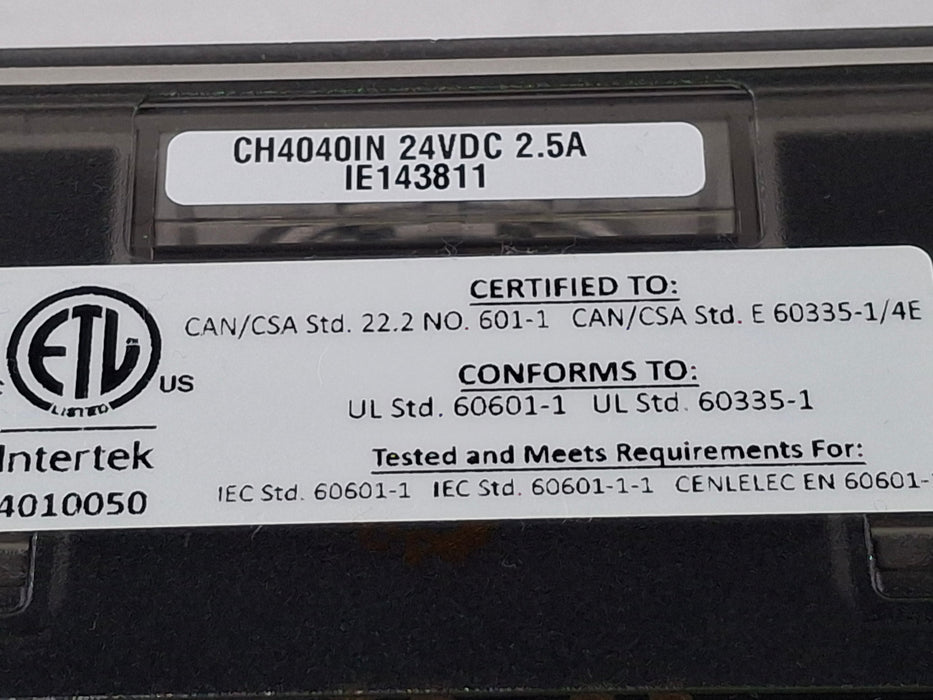 CH4040IN 24VDC 2.5A
IE143811
CERTIFIED TO:
CAN/CSA Std. 22.2 NO. 601-1 CAN/CSA Std. E 60335-1/4E
ETL
LISTED
US
CONFORMS TO:
UL Std. 60601-1 UL Std. 60335-1
Intertek
4010050
Tested and Meets Requirements For:
IEC Std. 60601-1 IEC Std. 60601-1-1 CENLELEC EN 60601-